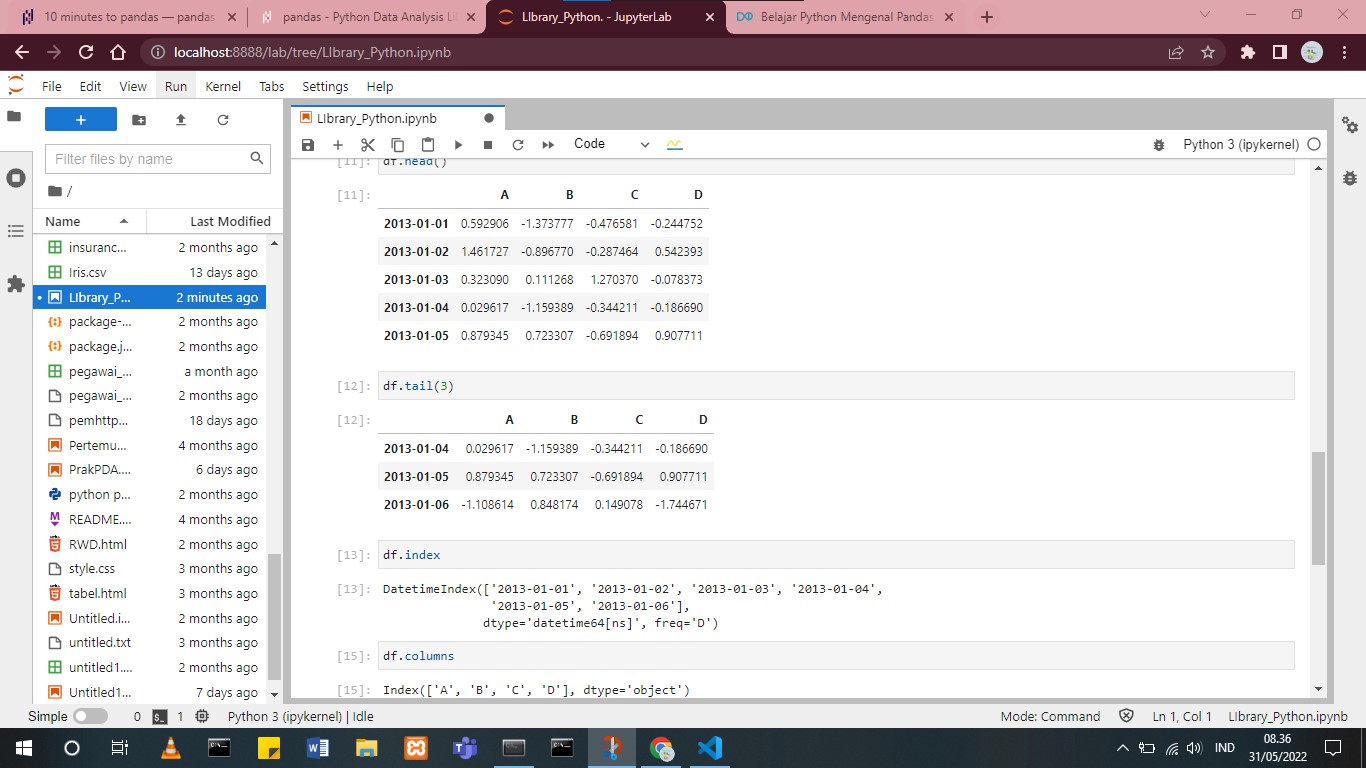 10 minutes to pandas — pandas
pandas - Python Data Analysis Li
LIbrary_Python. - JupyterLab
Belajar Python Mengenal Pandas
localhost:8888/lab/tree/LIbrary_Python.ipynb
File Edit View Run Kernel Tabs Settings Help
LIbrary_Python.ipynb
Filter files by name
Code
Python 3 (ipykernel)
/
Name Last Modified
insuranc... 2 months ago
Iris.csv 13 days ago
LIbrary_P... 2 minutes ago
package-... 2 months ago
package.j... 2 months ago
pegawai_... a month ago
pegawai_... 2 months ago
pemhttp... 18 days ago
Pertemu... 4 months ago
PrakPDA.... 6 days ago
python p... 2 months ago
README.... 4 months ago
RWD.html 2 months ago
style.css 3 months ago
tabel.html 3 months ago
Untitled.i... 2 months ago
untitled.txt 3 months ago
untitled1.... 2 months ago
Untitled1... 7 days ago
[11]: df.head()
[11]: A B C D
2013-01-01 0.592906 -1.373777 -0.476581 -0.244752
2013-01-02 1.461727 -0.896770 -0.287464 0.542393
2013-01-03 0.323090 0.111268 1.270370 -0.078373
2013-01-04 0.029617 -1.159389 -0.344211 -0.186690
2013-01-05 0.879345 0.723307 -0.691894 0.907711
[12]: df.tail(3)
[12]: A B C D
2013-01-04 0.029617 -1.159389 -0.344211 -0.186690
2013-01-05 0.879345 0.723307 -0.691894 0.907711
2013-01-06 -1.108614 0.848174 0.149078 -1.744671
[13]: df.index
[13]: DatetimeIndex(['2013-01-01', '2013-01-02', '2013-01-03', '2013-01-04',
'2013-01-05', '2013-01-06'],
dtype='datetime64[ns]', freq='D')
[15]: df.columns
[15]: Index(['A', 'B', 'C', 'D'], dtype='object')
Simple 0 1 Python 3 (ipykernel) | Idle Mode: Command Ln 1, Col 1 LIbrary_Python.ipynb
IND
08.36
31/05/2022